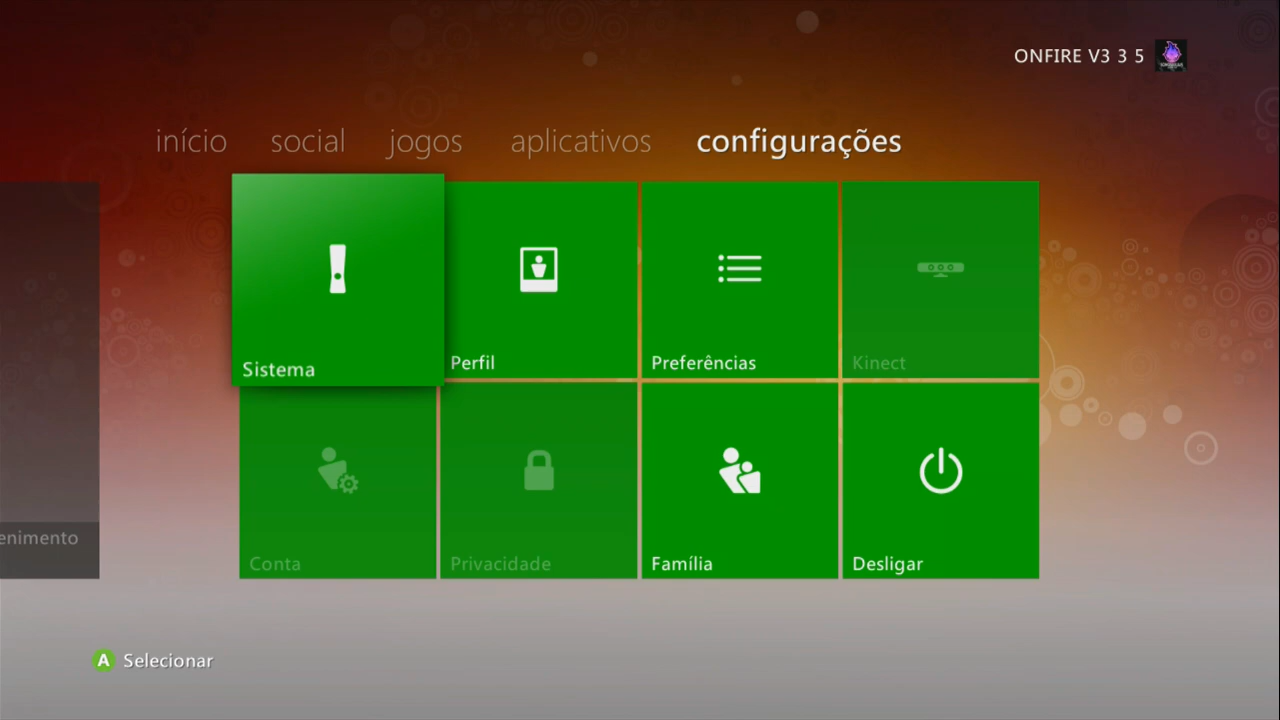 ONFIRE V3 3 5
início social jogos aplicativos configurações
Sistema Perfil Preferências Kinect
enimento
Conta Privacidade Família Desligar
A Selecionar